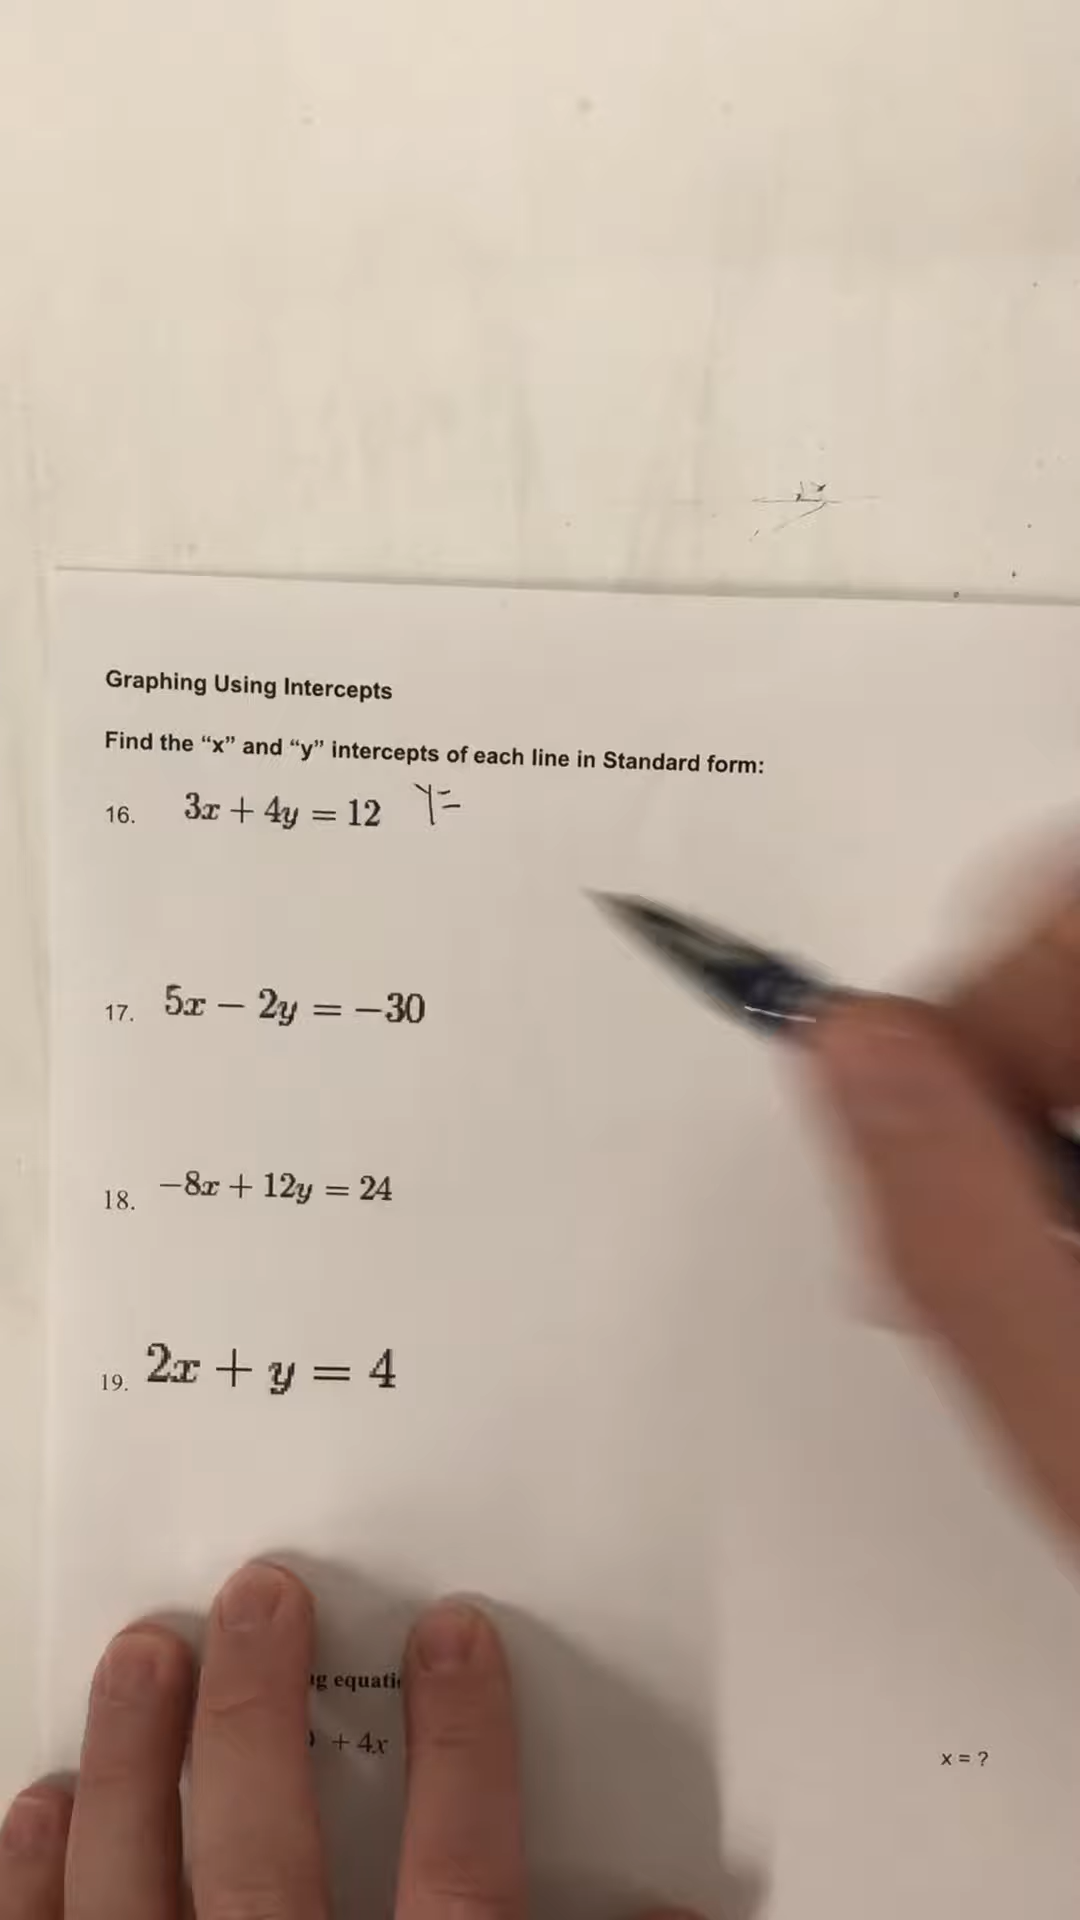 Graphing Using Intercepts
Find the “x” and “y” intercepts of each line in Standard form:
16. 3x + 4y = 12 Y=
17. 5x − 2y = −30
18. −8x + 12y = 24
19. 2x + y = 4
+ 4x
x = ?